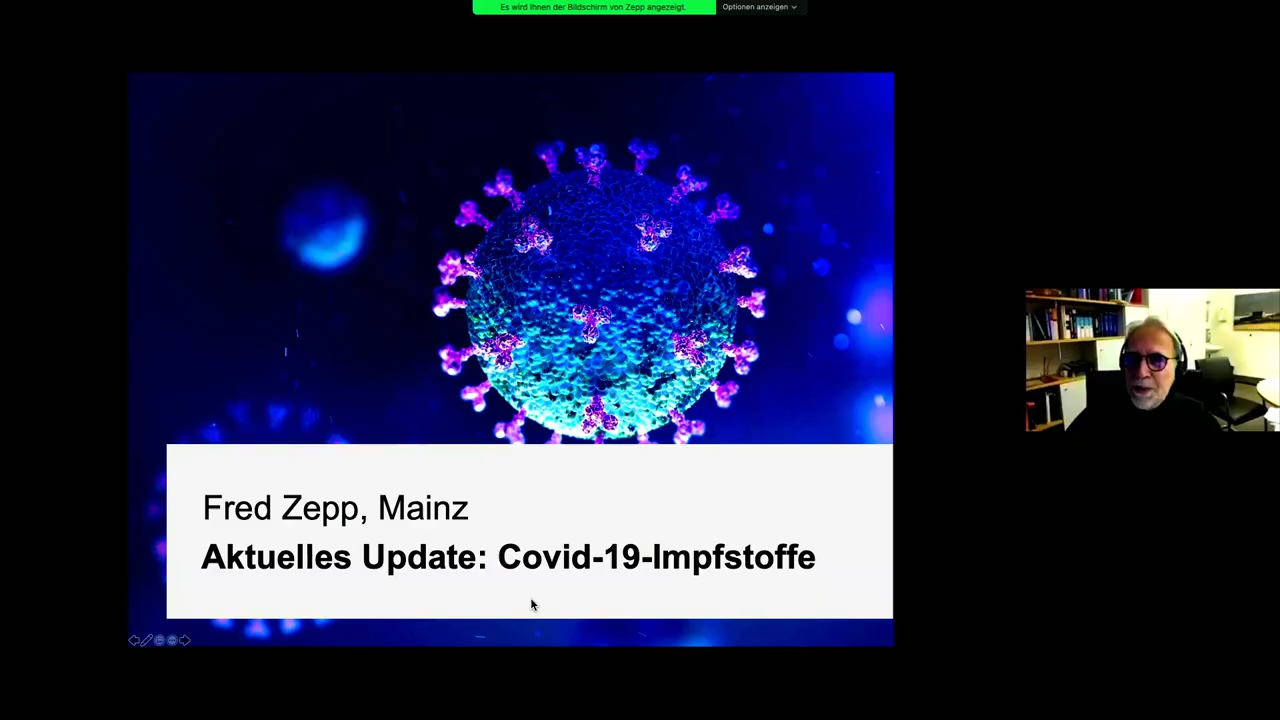 Es wird Ihnen der Bildschirm von Zepp angezeigt.
Optionen anzeigen
Fred Zepp, Mainz
Aktuelles Update: Covid-19-Impfstoffe